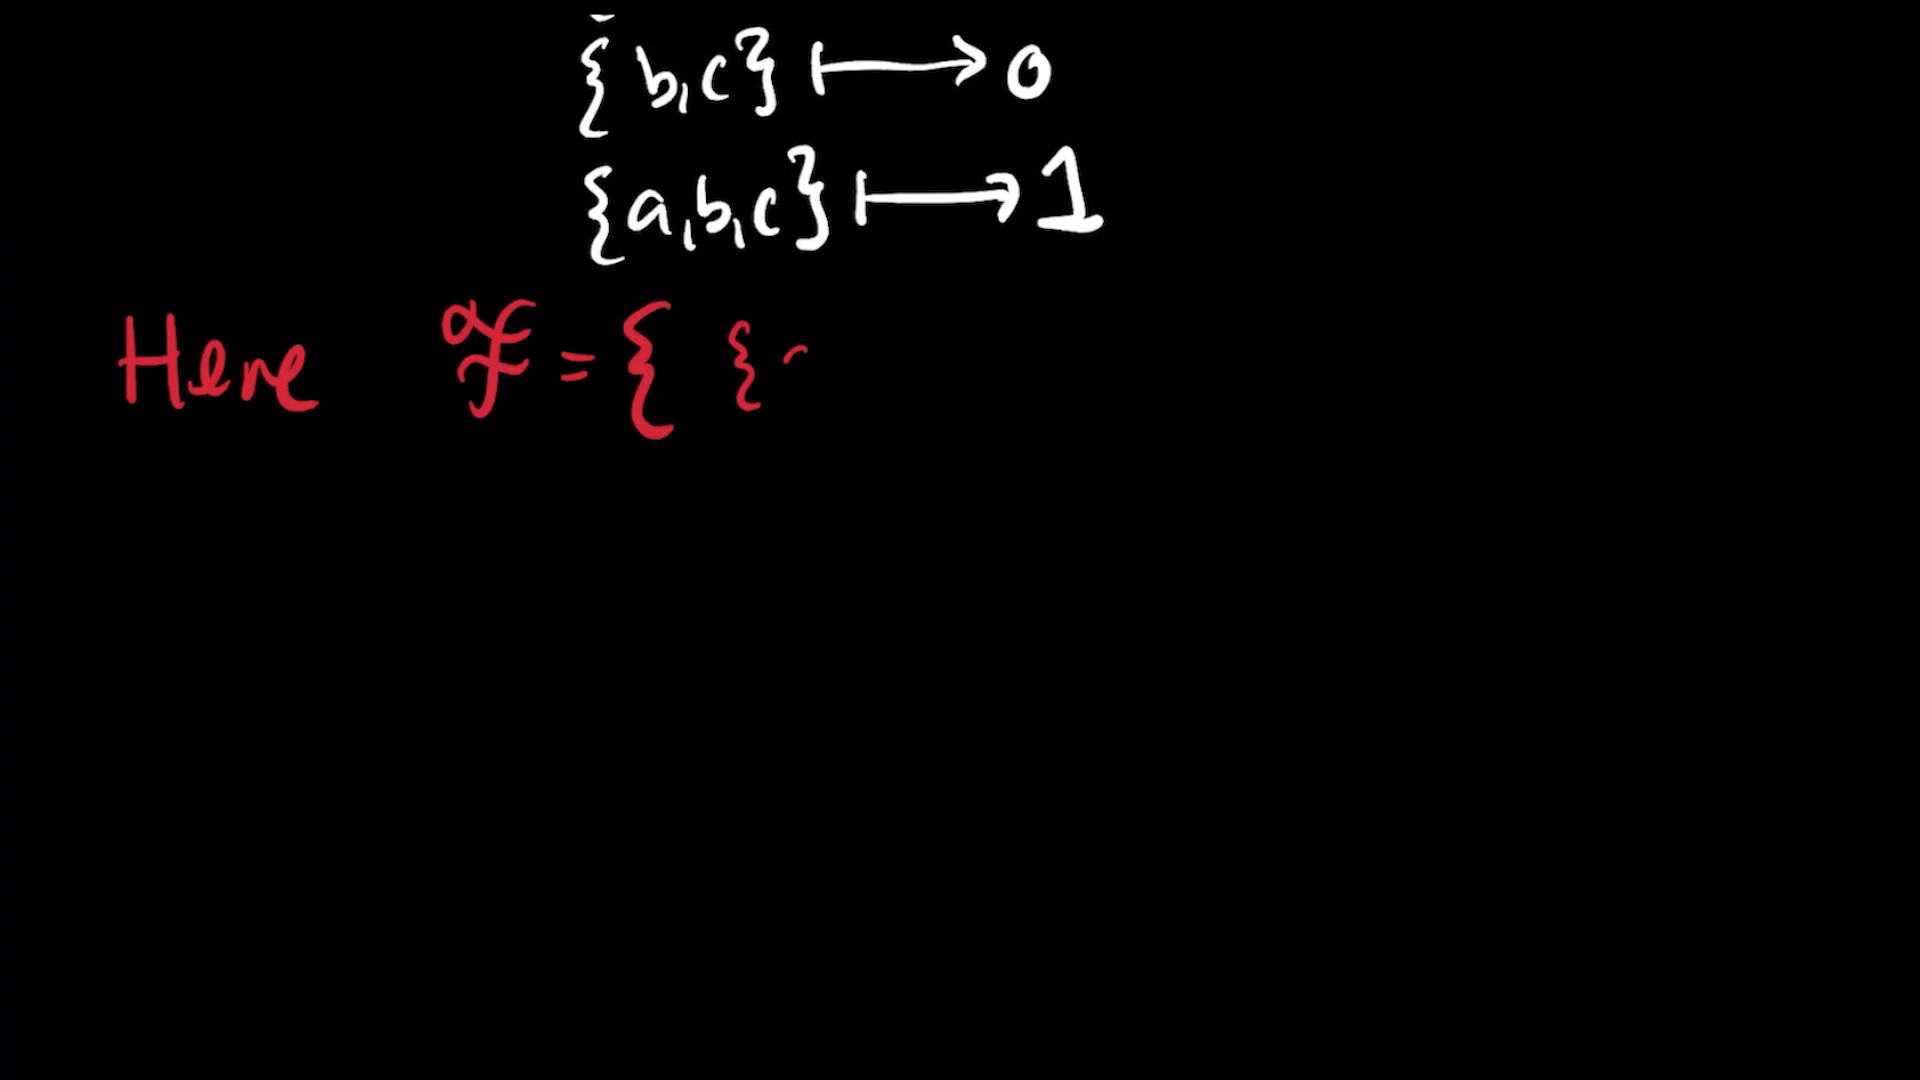 {b,c} ⟼ 0
{a,b,c} ⟼ 1
Here ℱ = { {